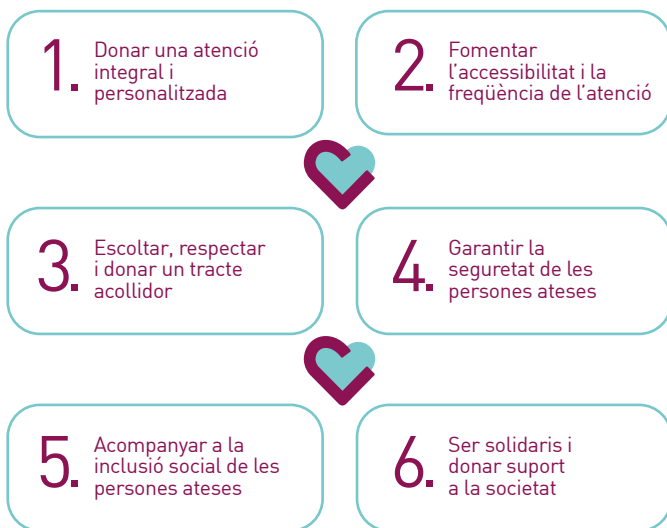 1. Donar una atenció
integral i
personalitzada
2. Fomentar
l'accessibilitat i la
freqüència de l'atenció
3. Escoltar, respectar
i donar un tracte
acollidor
4. Garantir la
seguretat de les
persones ateses
5. Acompanyar a la
inclusió social de les
persones ateses
6. Ser solidaris i
donar suport
a la societat